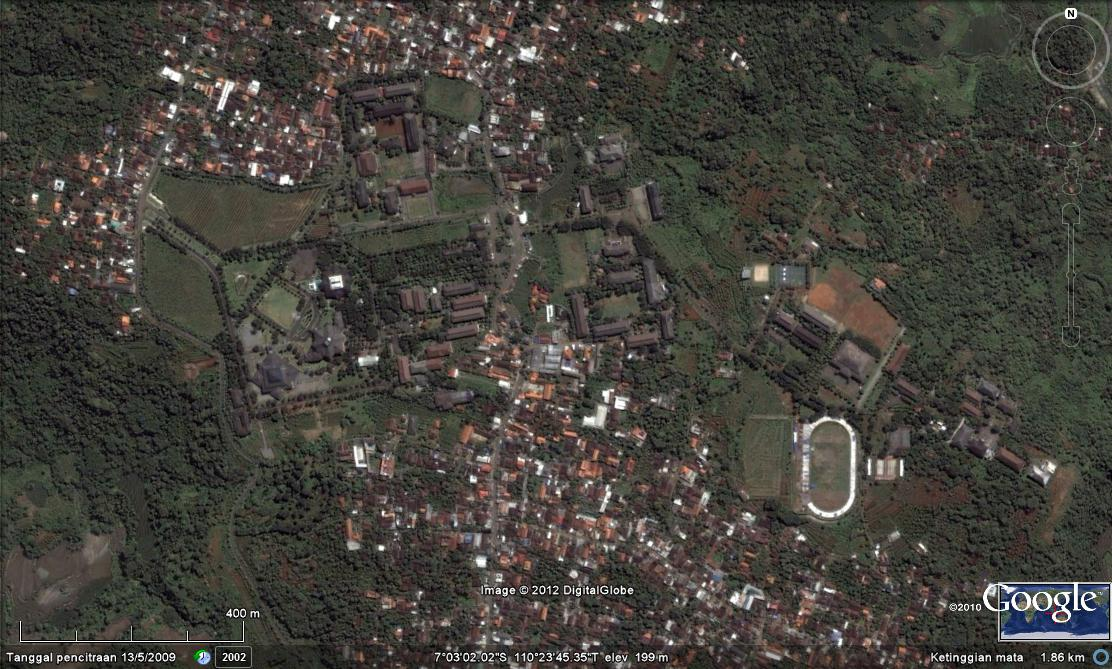 N
Image © 2012 DigitalGlobe
©2010 Google
400 m
Tanggal pencitraan 13/5/2009 2002 7°03'02.02"S 110°23'45.35"T elev 199 m Ketinggian mata 1.86 km